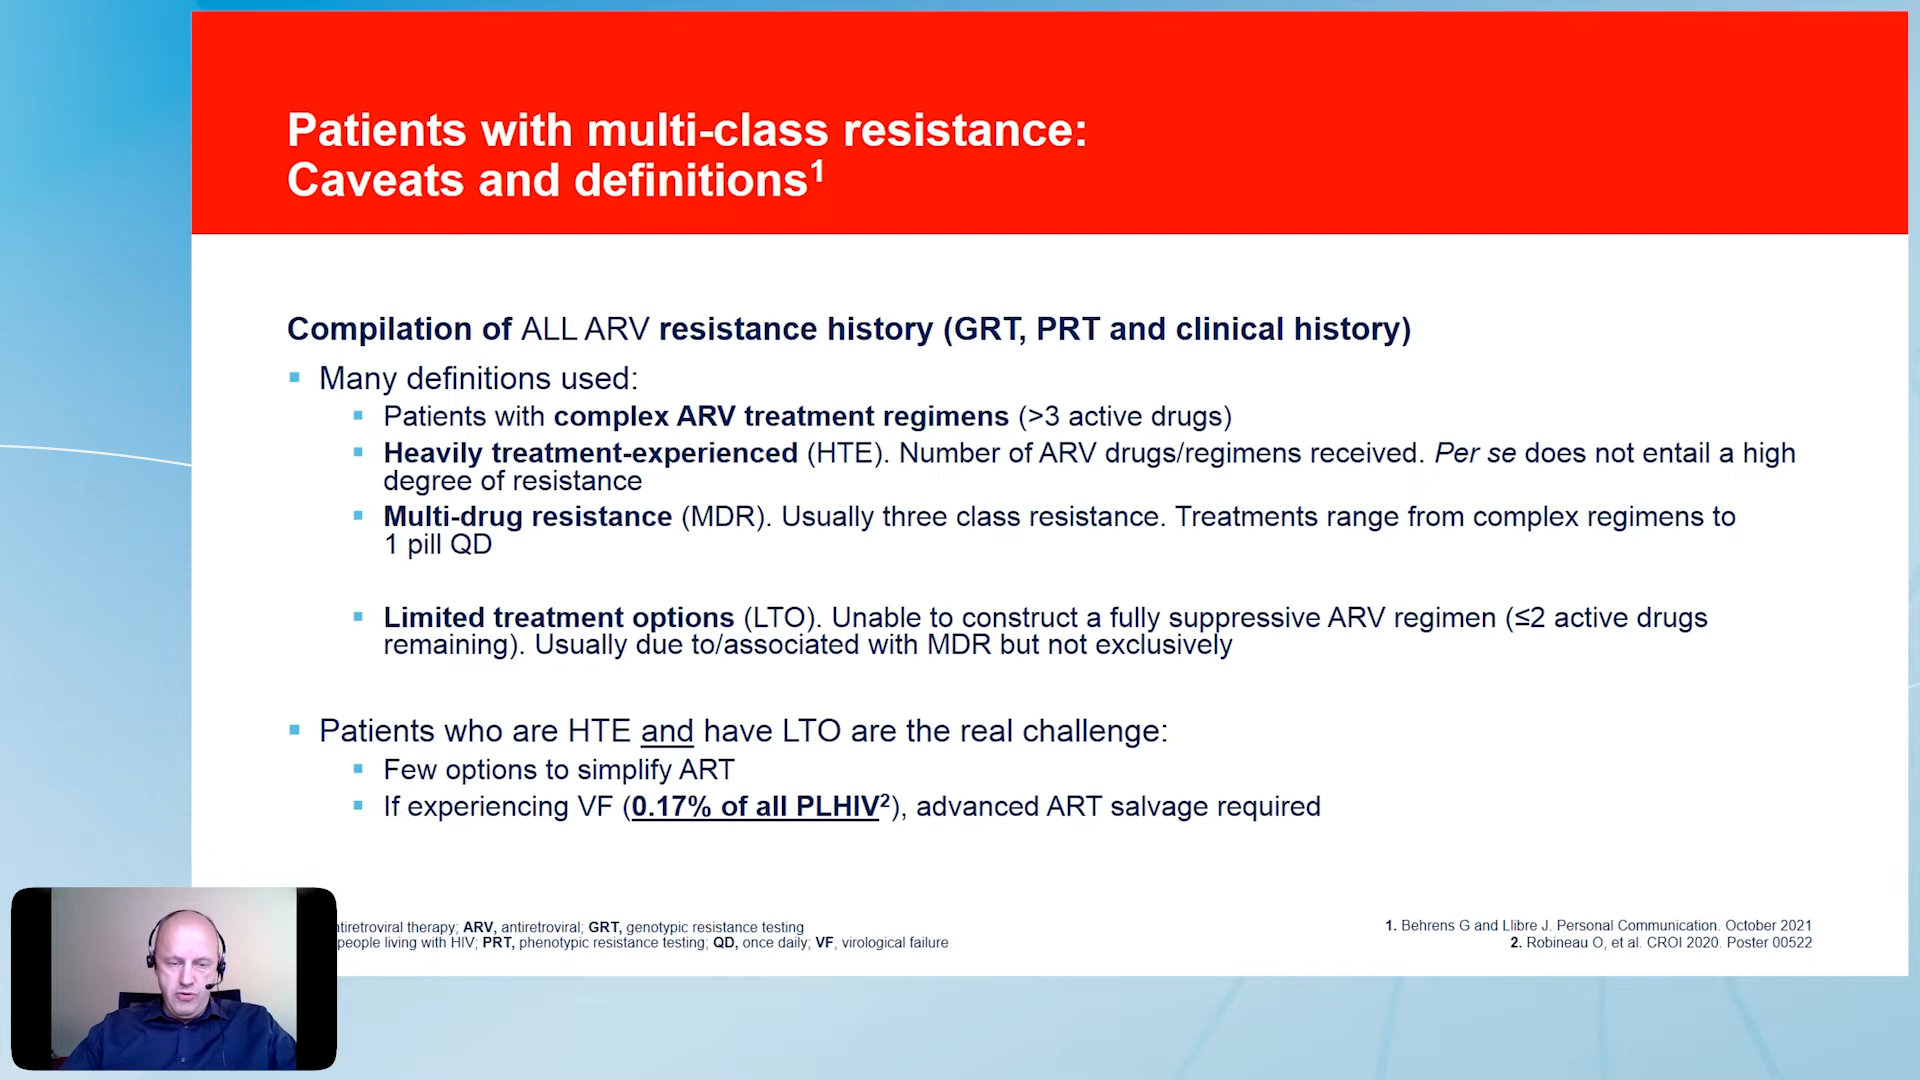 Patients with multi-class resistance:
Caveats and definitions¹
Compilation of ALL ARV resistance history (GRT, PRT and clinical history)
Many definitions used:
Patients with complex ARV treatment regimens (>3 active drugs)
Heavily treatment-experienced (HTE). Number of ARV drugs/regimens received. Per se does not entail a high
degree of resistance
Multi-drug resistance (MDR). Usually three class resistance. Treatments range from complex regimens to
1 pill QD
Limited treatment options (LTO). Unable to construct a fully suppressive ARV regimen (≤2 active drugs
remaining). Usually due to/associated with MDR but not exclusively
Patients who are HTE and have LTO are the real challenge:
Few options to simplify ART
If experiencing VF (0.17% of all PLHIV²), advanced ART salvage required
therapy; ARV, antiretroviral; GRT, genotypic resistance testing
people living with HIV; PRT, phenotypic resistance testing; QD, once daily; VF, virological failure
1. Behrens G and Llibre J. Personal Communication. October 2021
2. Robineau O, et al. CROI 2020. Poster 00522